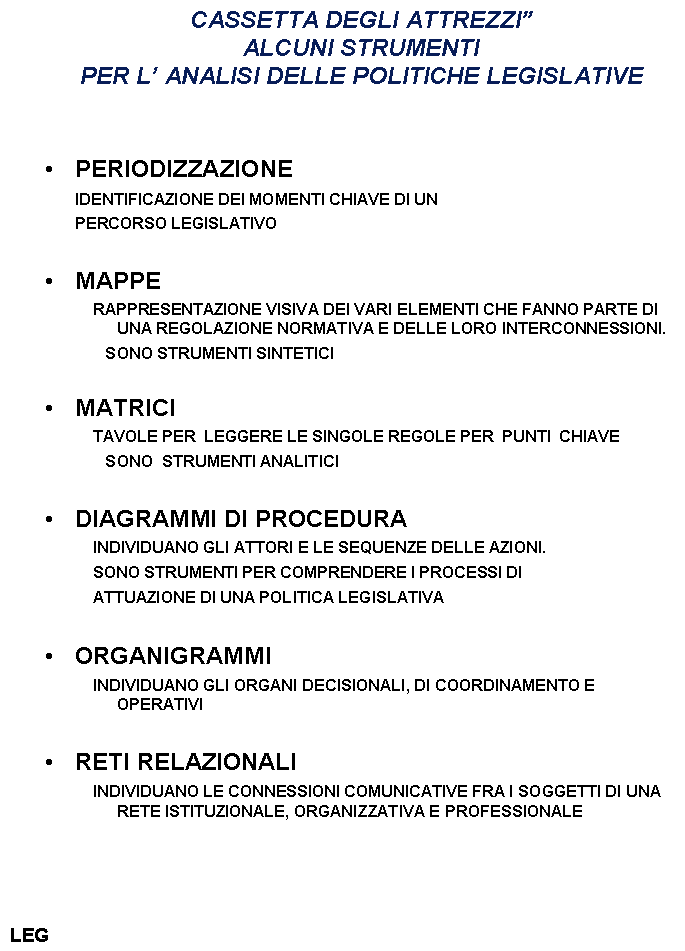 CASSETTA DEGLI ATTREZZI”
ALCUNI STRUMENTI
PER L’ ANALISI DELLE POLITICHE LEGISLATIVE
• PERIODIZZAZIONE
IDENTIFICAZIONE DEI MOMENTI CHIAVE DI UN
PERCORSO LEGISLATIVO
• MAPPE
RAPPRESENTAZIONE VISIVA DEI VARI ELEMENTI CHE FANNO PARTE DI
UNA REGOLAZIONE NORMATIVA E DELLE LORO INTERCONNESSIONI.
SONO STRUMENTI SINTETICI
• MATRICI
TAVOLE PER LEGGERE LE SINGOLE REGOLE PER PUNTI CHIAVE
SONO STRUMENTI ANALITICI
• DIAGRAMMI DI PROCEDURA
INDIVIDUANO GLI ATTORI E LE SEQUENZE DELLE AZIONI.
SONO STRUMENTI PER COMPRENDERE I PROCESSI DI
ATTUAZIONE DI UNA POLITICA LEGISLATIVA
• ORGANIGRAMMI
INDIVIDUANO GLI ORGANI DECISIONALI, DI COORDINAMENTO E
OPERATIVI
• RETI RELAZIONALI
INDIVIDUANO LE CONNESSIONI COMUNICATIVE FRA I SOGGETTI DI UNA
RETE ISTITUZIONALE, ORGANIZZATIVA E PROFESSIONALE
LEG